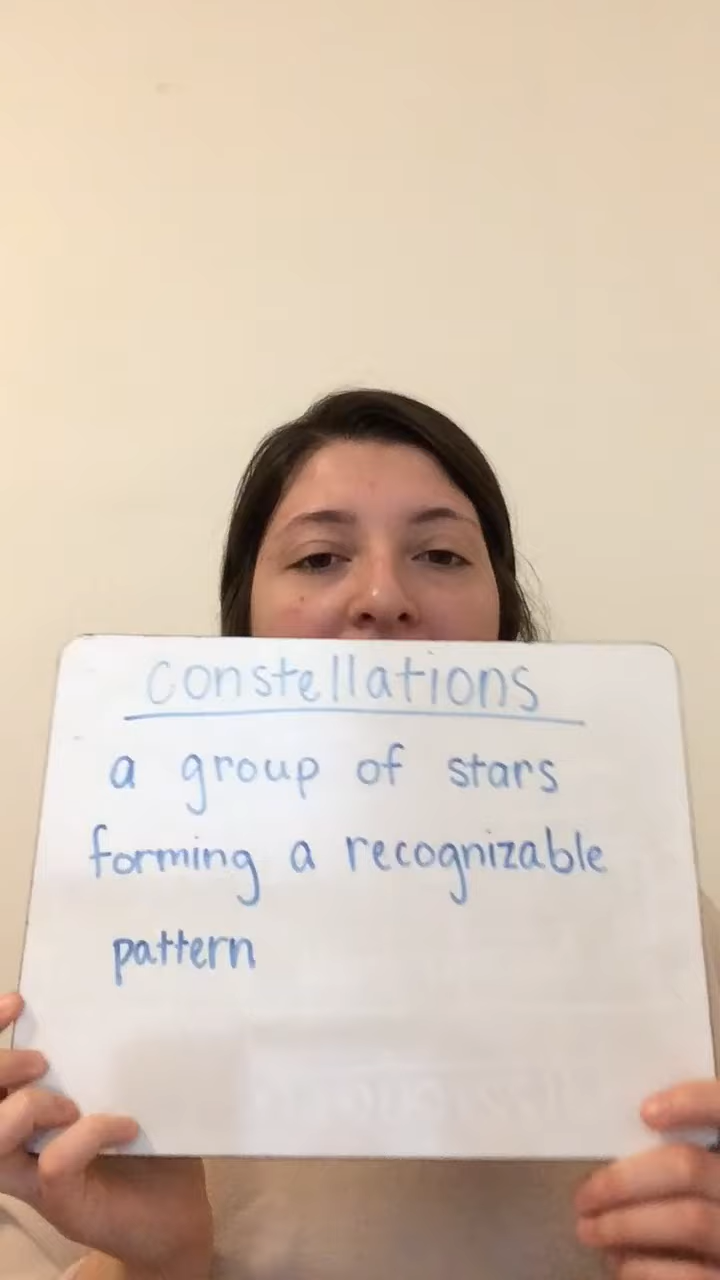 constellations
a group of stars
forming a recognizable
pattern